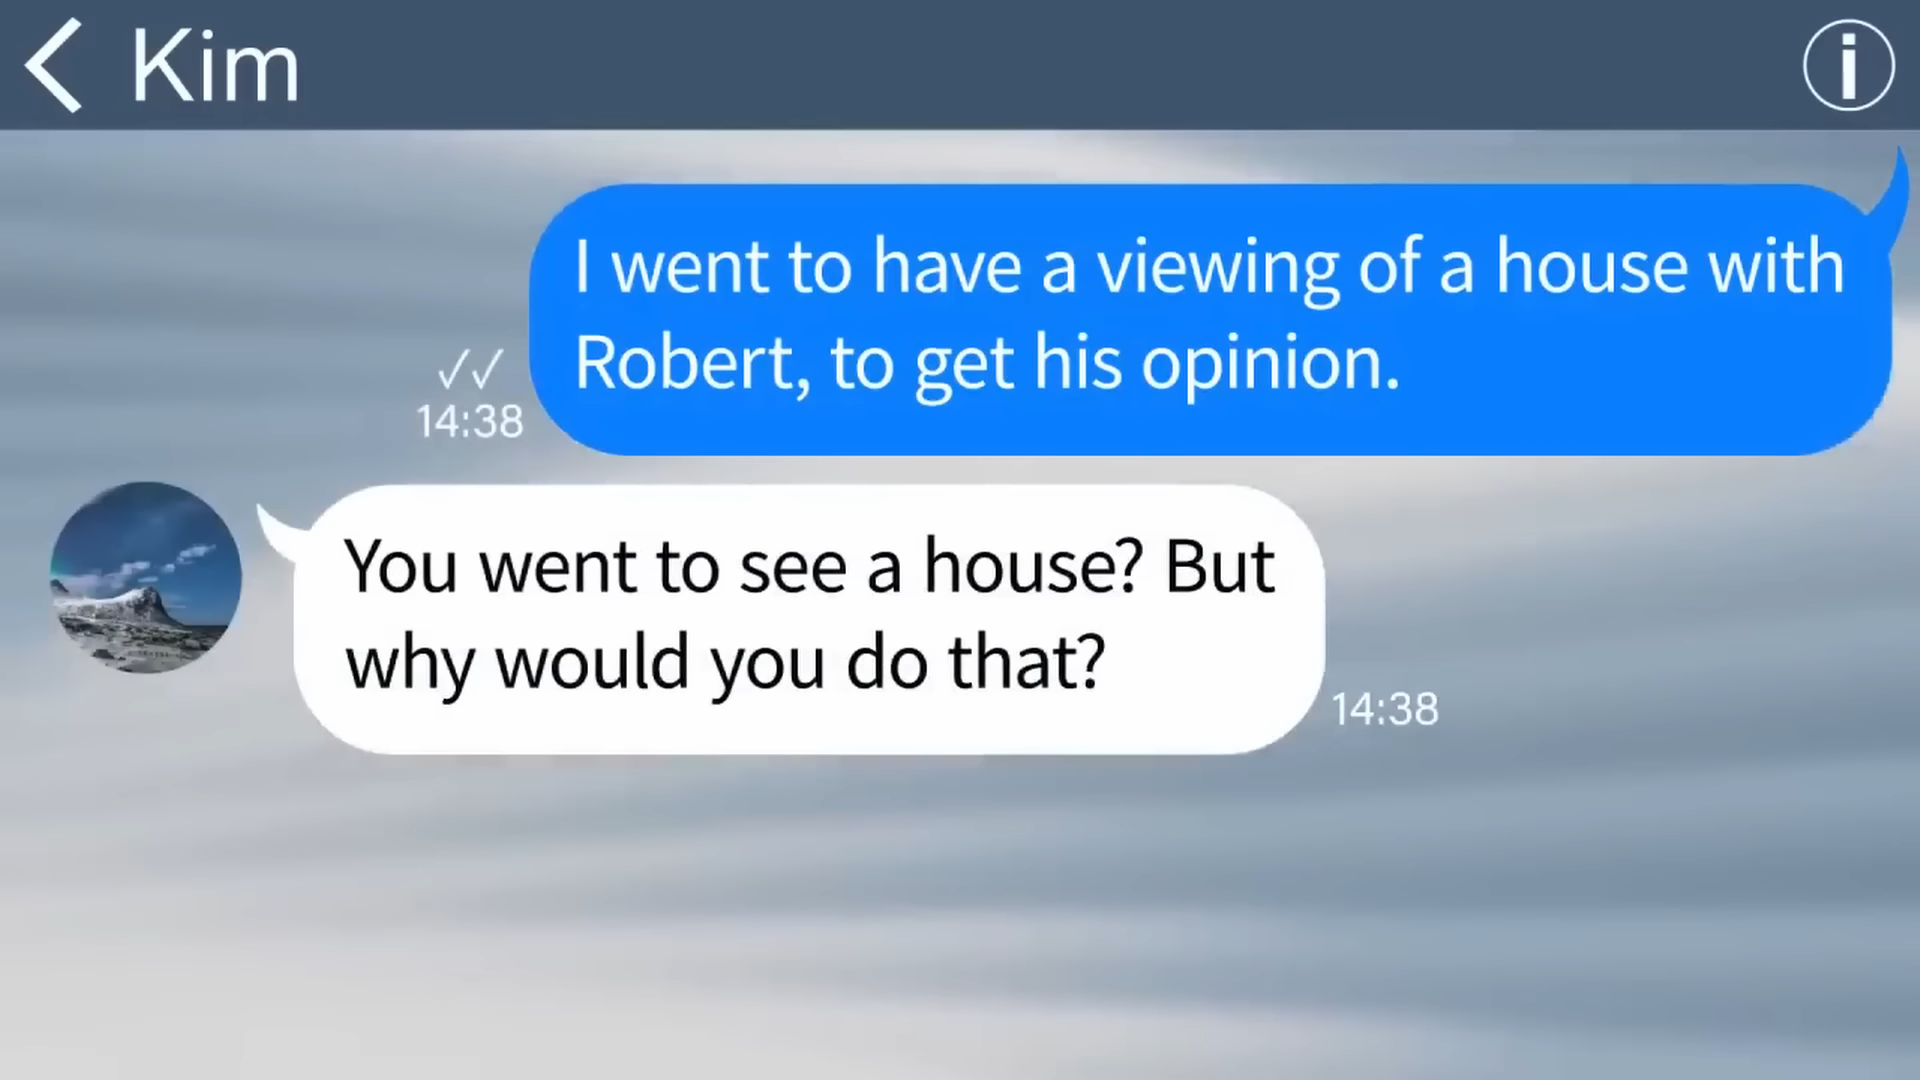 Kim
I went to have a viewing of a house with
Robert, to get his opinion.
14:38
You went to see a house? But
why would you do that?
14:38